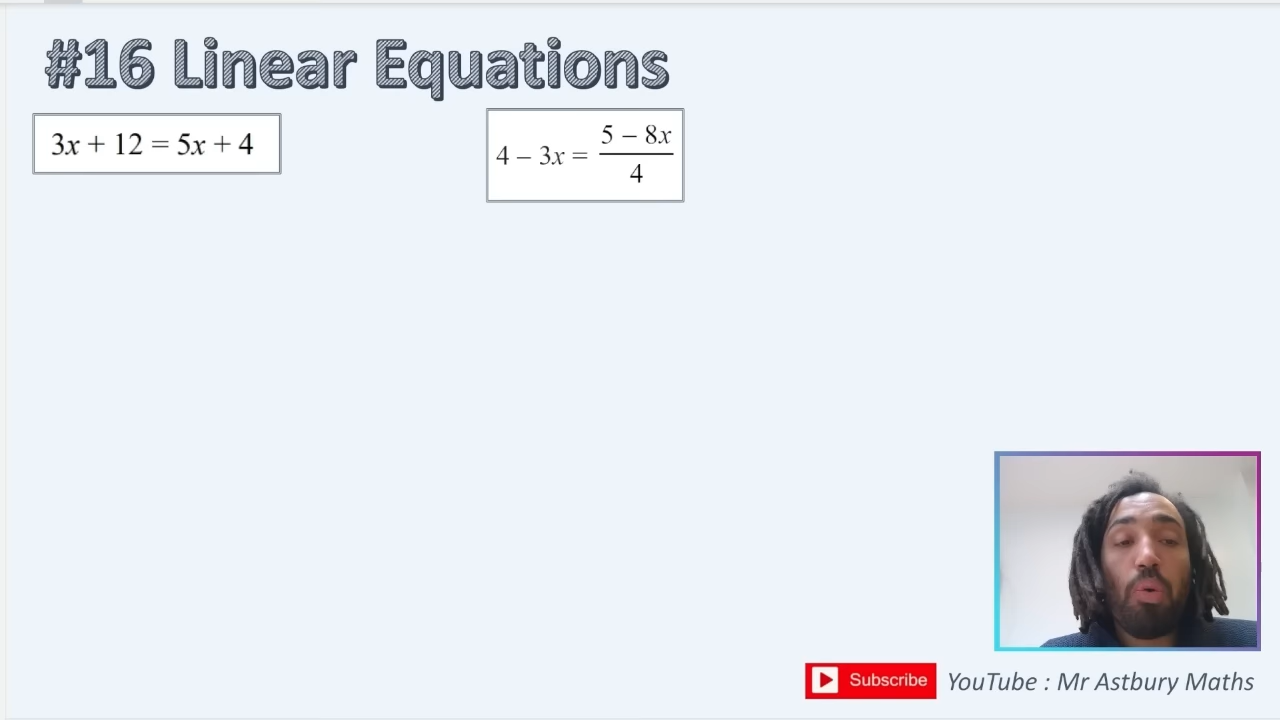 #16 Linear Equations
3x + 12 = 5x + 4
4 – 3x = (5 – 8x)/4
Subscribe
YouTube : Mr Astbury Maths